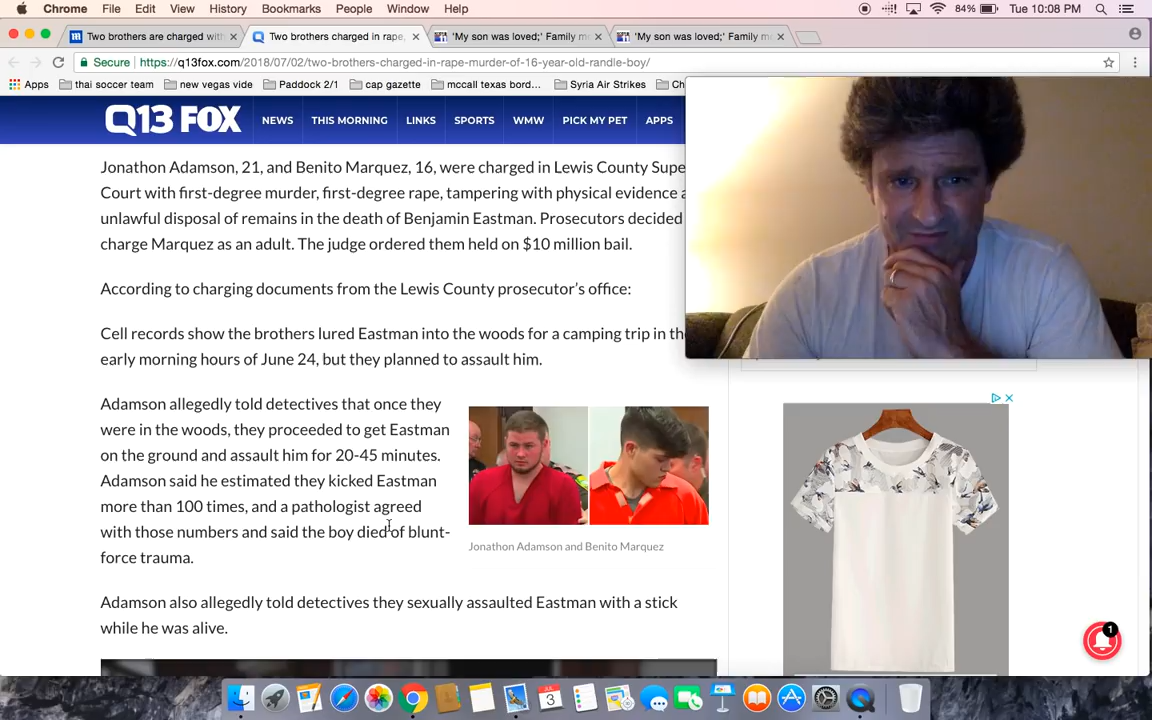 Chrome File Edit View History Bookmarks People Window Help 84% Tue 10:08 PM
Two brothers are charged with
Two brothers charged in rape,
'My son was loved;' Family me
'My son was loved;' Family me
Secure https://q13fox.com/2018/07/02/two-brothers-charged-in-rape-murder-of-16-year-old-randle-boy/
Apps thai soccer team new vegas vide Paddock 2/1 cap gazette mccall texas bord... Syria Air Strikes Ch
Q13 FOX NEWS THIS MORNING LINKS SPORTS WMW PICK MY PET APPS
Jonathon Adamson, 21, and Benito Marquez, 16, were charged in Lewis County Supe
Court with first-degree murder, first-degree rape, tampering with physical evidence a
unlawful disposal of remains in the death of Benjamin Eastman. Prosecutors decided
charge Marquez as an adult. The judge ordered them held on $10 million bail.
According to charging documents from the Lewis County prosecutor's office:
Cell records show the brothers lured Eastman into the woods for a camping trip in the
early morning hours of June 24, but they planned to assault him.
Adamson allegedly told detectives that once they
were in the woods, they proceeded to get Eastman
on the ground and assault him for 20-45 minutes.
Adamson said he estimated they kicked Eastman
more than 100 times, and a pathologist agreed
with those numbers and said the boy died of blunt-
force trauma.
Jonathon Adamson and Benito Marquez
Adamson also allegedly told detectives they sexually assaulted Eastman with a stick
while he was alive.
1
JUL
3